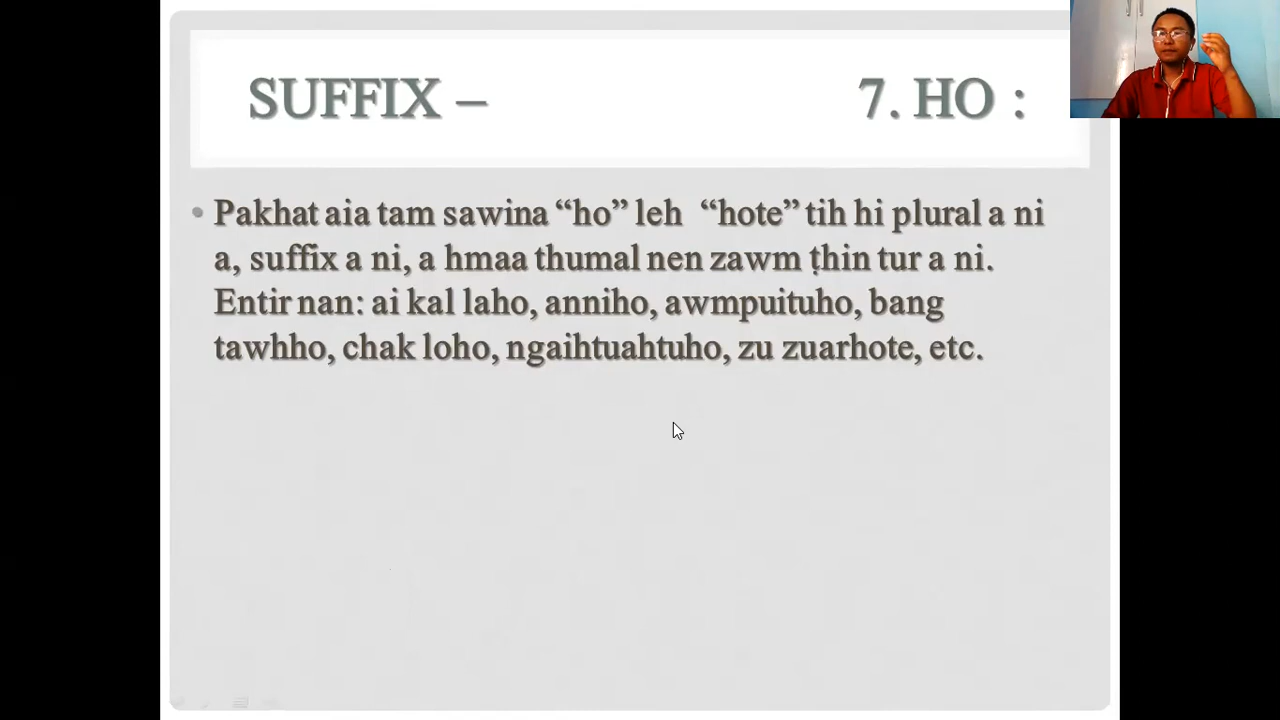 SUFFIX – 7. HO :
• Pakhat aia tam sawina “ho” leh “hote” tih hi plural a ni
a, suffix a ni, a hmaa thumal nen zawm ṭhin tur a ni.
Entir nan: ai kal laho, anniho, awmpuituho, bang
tawhho, chak loho, ngaihtuahtuho, zu zuarhote, etc.